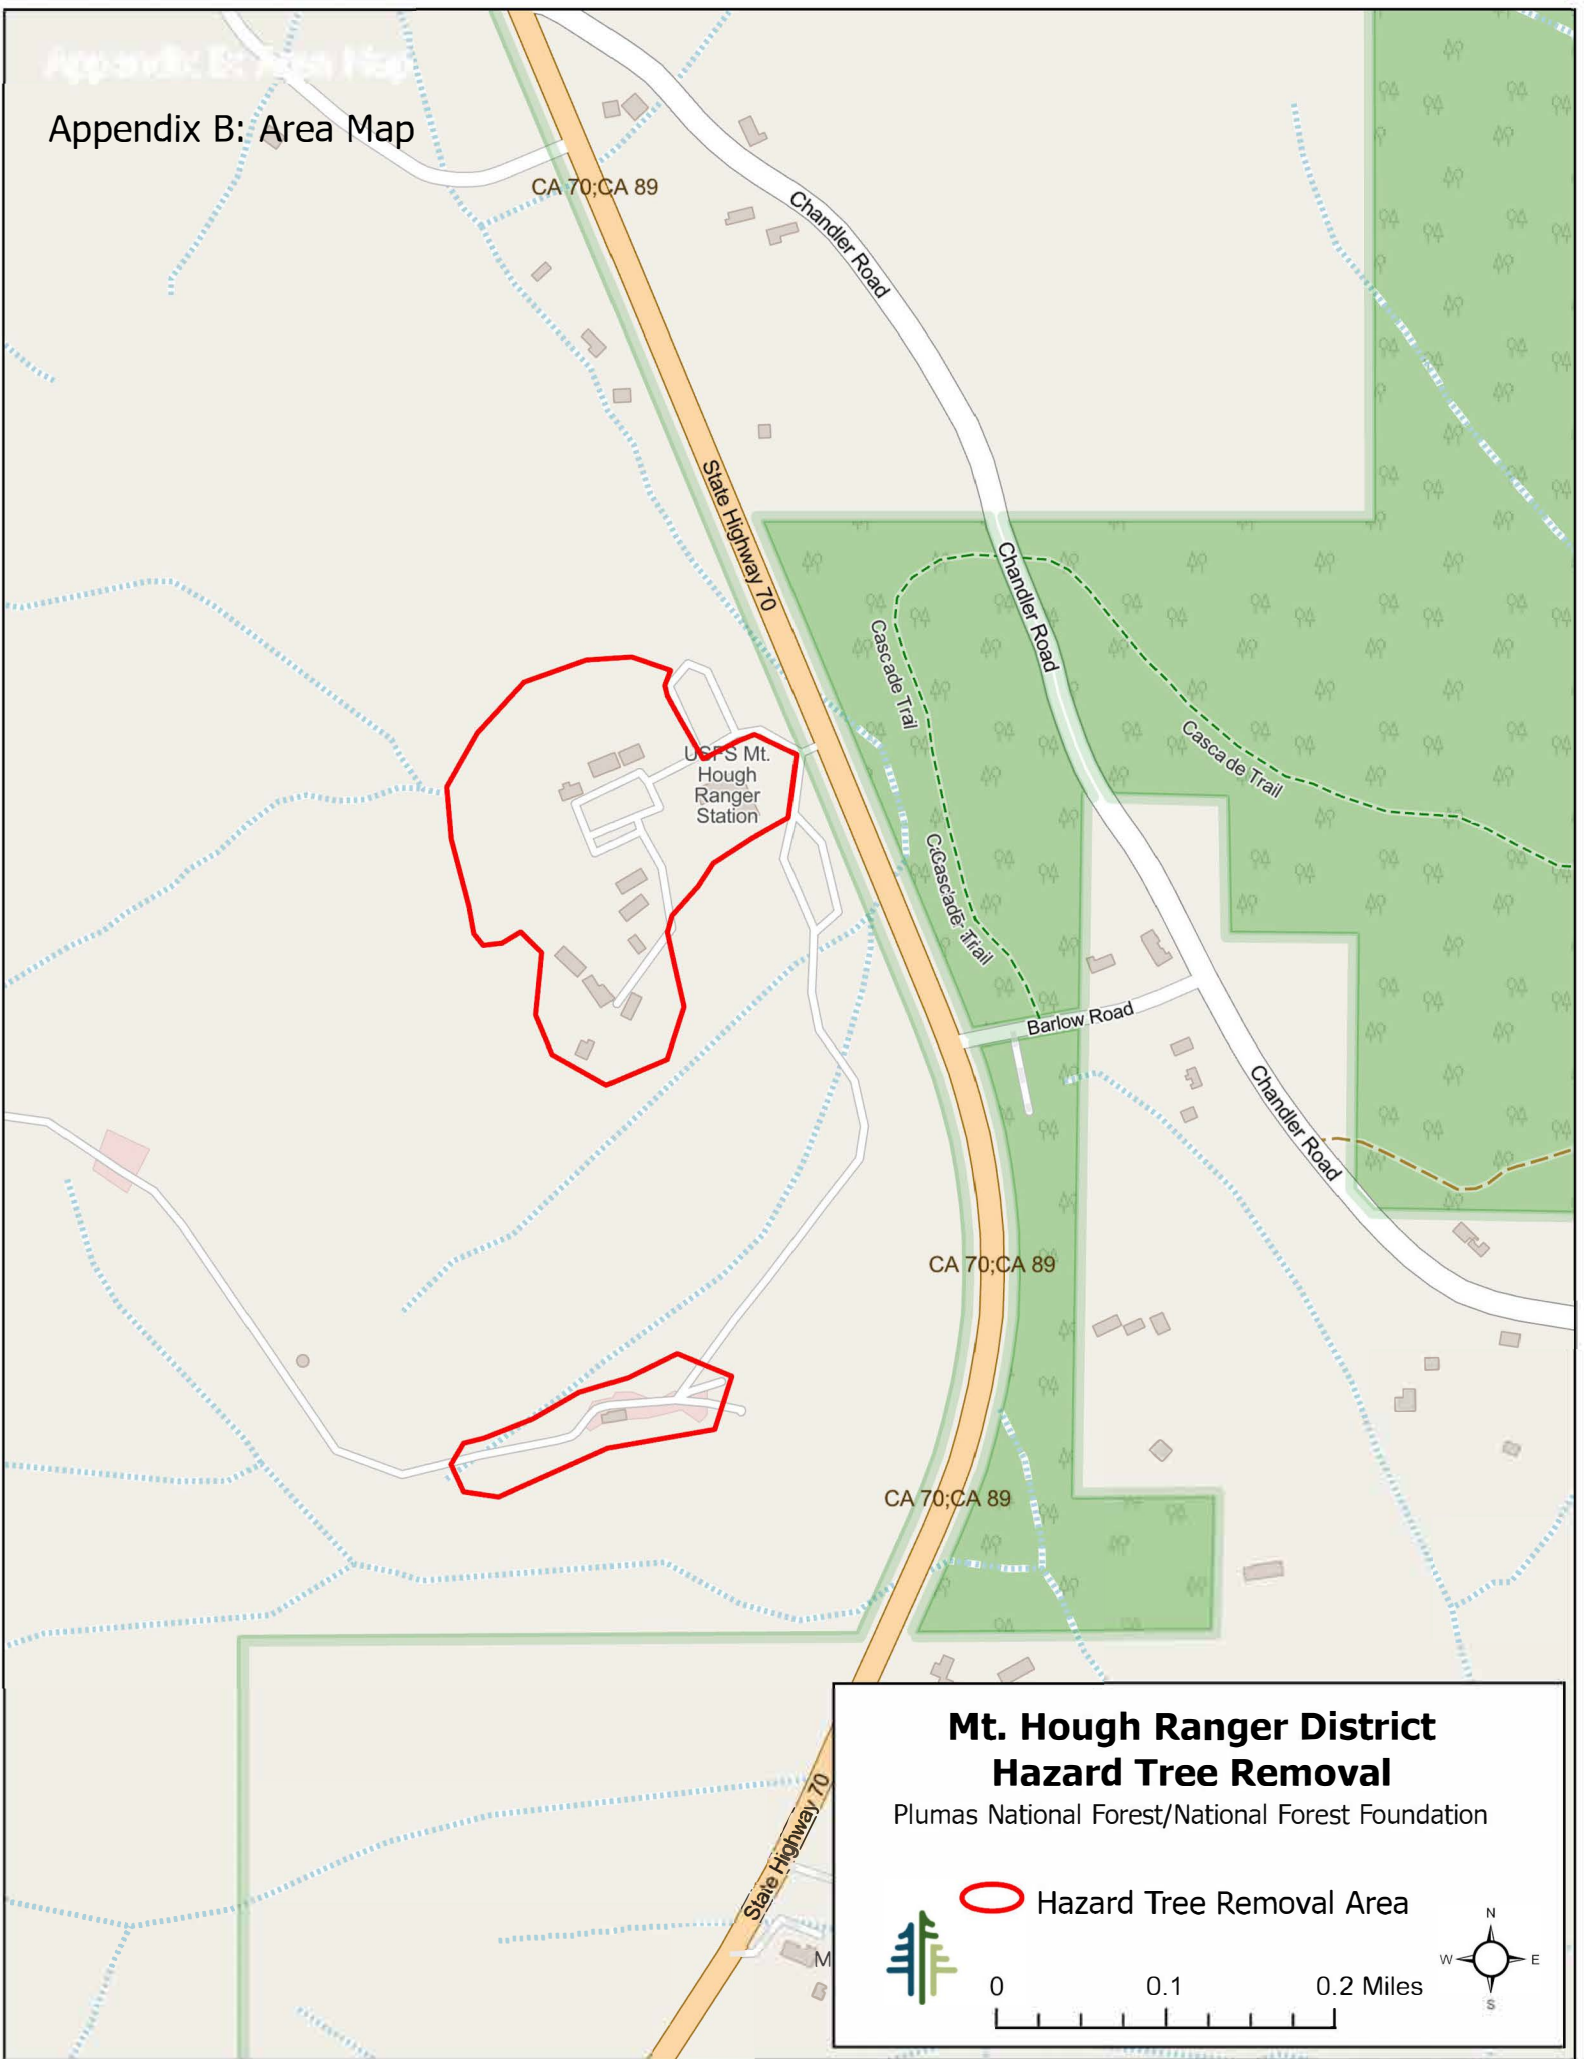 Appendix B: Area Map
Appendix B: Area Map
CA 70;CA 89
Chandler Road
State Highway 70
Chandler Road
Cascade Trail
Cascade Trail
USFS Mt.
Hough
Ranger
Station
Cascade Trail
Barlow Road
Chandler Road
CA 70;CA 89
CA 70;CA 89
State Highway 70
M
Mt. Hough Ranger District
Hazard Tree Removal
Plumas National Forest/National Forest Foundation
Hazard Tree Removal Area
N
W
E
S
0
0.1
0.2 Miles